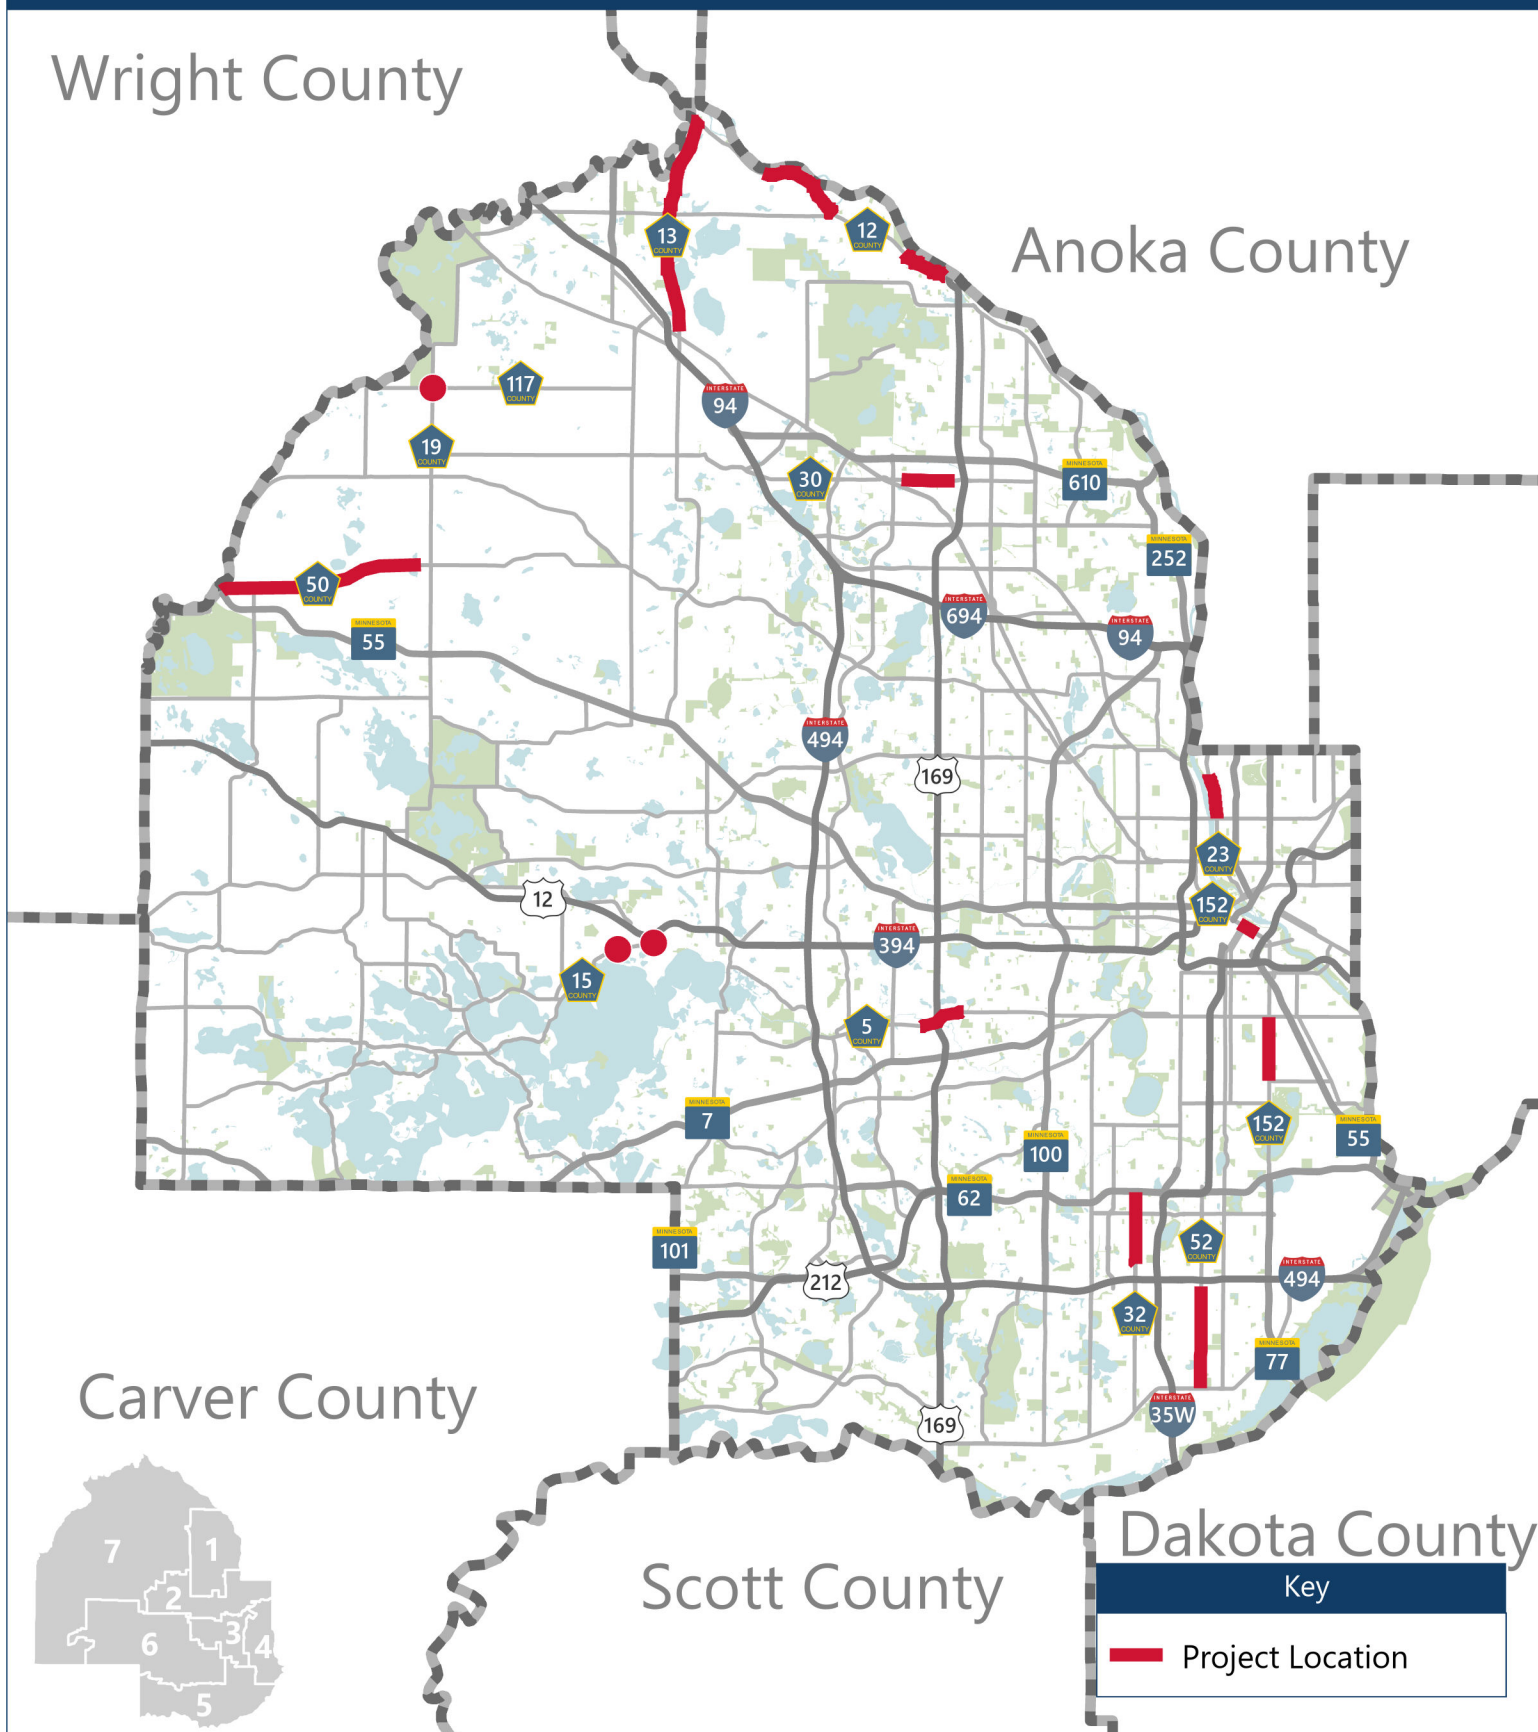 Wright County
Anoka County
13
COUNTY
12
COUNTY
117
COUNTY
INTERSTATE
94
19
COUNTY
30
COUNTY
MINNESOTA
610
MINNESOTA
252
50
COUNTY
MINNESOTA
55
INTERSTATE
694
INTERSTATE
94
INTERSTATE
494
169
23
COUNTY
12
152
COUNTY
INTERSTATE
394
15
COUNTY
5
COUNTY
MINNESOTA
7
152
COUNTY
MINNESOTA
55
MINNESOTA
100
MINNESOTA
62
MINNESOTA
101
52
COUNTY
212
INTERSTATE
494
32
COUNTY
MINNESOTA
77
Carver County
169
INTERSTATE
35W
Dakota County
Scott County
7
1
2
3
6
4
5
Key
Project Location